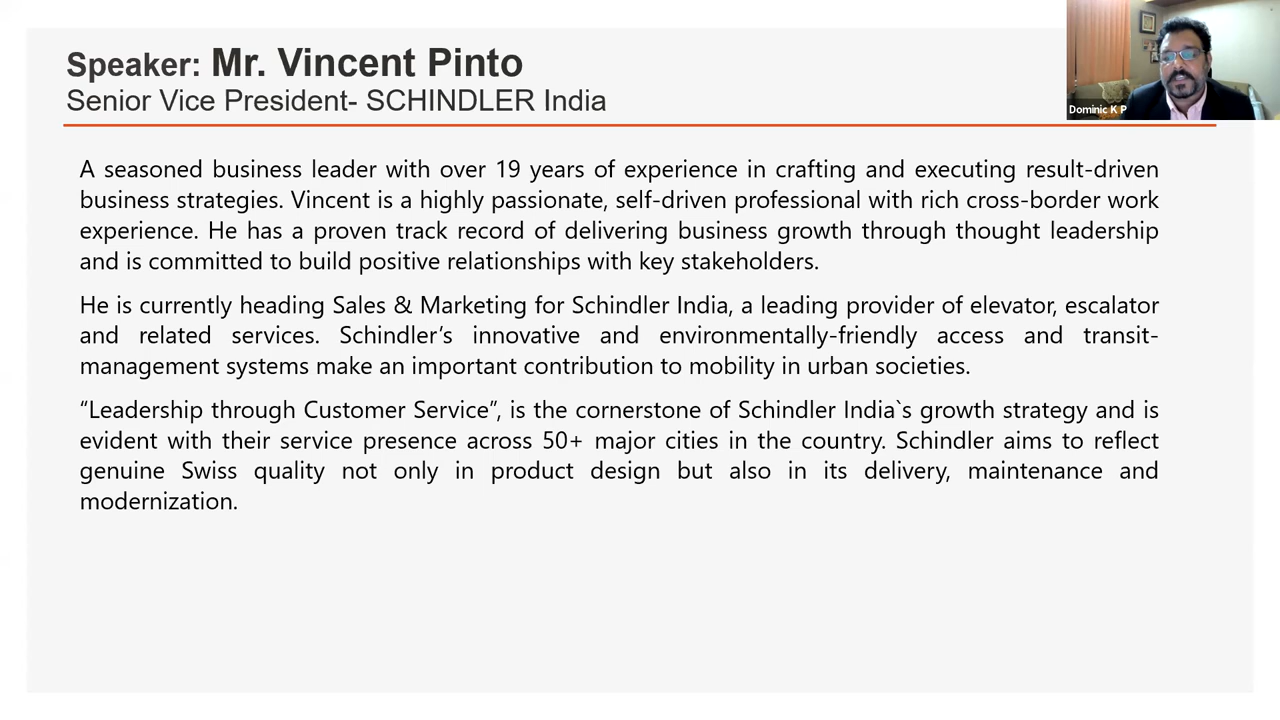 Speaker: Mr. Vincent Pinto
Senior Vice President- SCHINDLER India
Dominic K P
A seasoned business leader with over 19 years of experience in crafting and executing result-driven
business strategies. Vincent is a highly passionate, self-driven professional with rich cross-border work
experience. He has a proven track record of delivering business growth through thought leadership
and is committed to build positive relationships with key stakeholders.
He is currently heading Sales & Marketing for Schindler India, a leading provider of elevator, escalator
and related services. Schindler’s innovative and environmentally-friendly access and transit-
management systems make an important contribution to mobility in urban societies.
“Leadership through Customer Service”, is the cornerstone of Schindler India`s growth strategy and is
evident with their service presence across 50+ major cities in the country. Schindler aims to reflect
genuine Swiss quality not only in product design but also in its delivery, maintenance and
modernization.